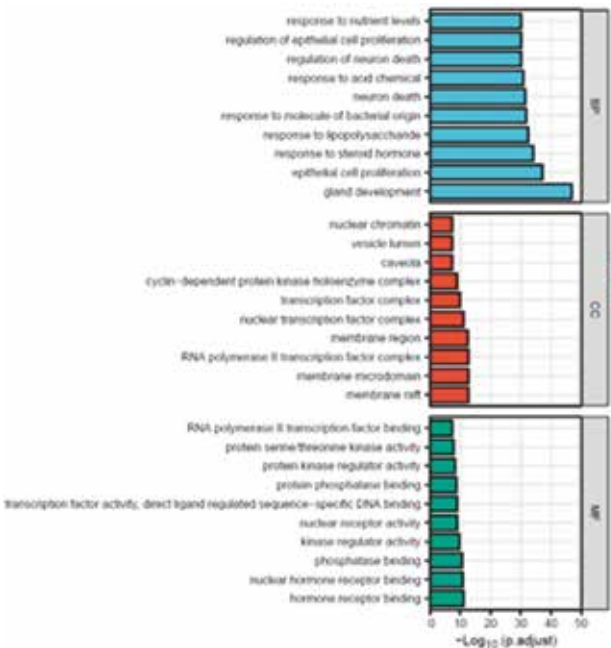 response to nutrient levels
regulation of epithelial cell proliferation
regulation of neuron death
response to acid chemical
neuron death
response to molecule of bacterial origin
response to lipopolysaccharide
response to steroid hormone
epithelial cell proliferation
gland development
BP
nuclear chromatin
vesicle lumen
caveola
cyclin-dependent protein kinase holoenzyme complex
transcription factor complex
nuclear transcription factor complex
membrane region
RNA polymerase II transcription factor complex
membrane microdomain
membrane raft
CC
RNA polymerase II transcription factor binding
protein serine/threonine kinase activity
protein kinase regulator activity
protein phosphatase binding
transcription factor activity, direct ligand regulated sequence-specific DNA binding
nuclear receptor activity
kinase regulator activity
phosphatase binding
nuclear hormone receptor binding
hormone receptor binding
MF
0 10 20 30 40 50
-Log10 (p.adjust)